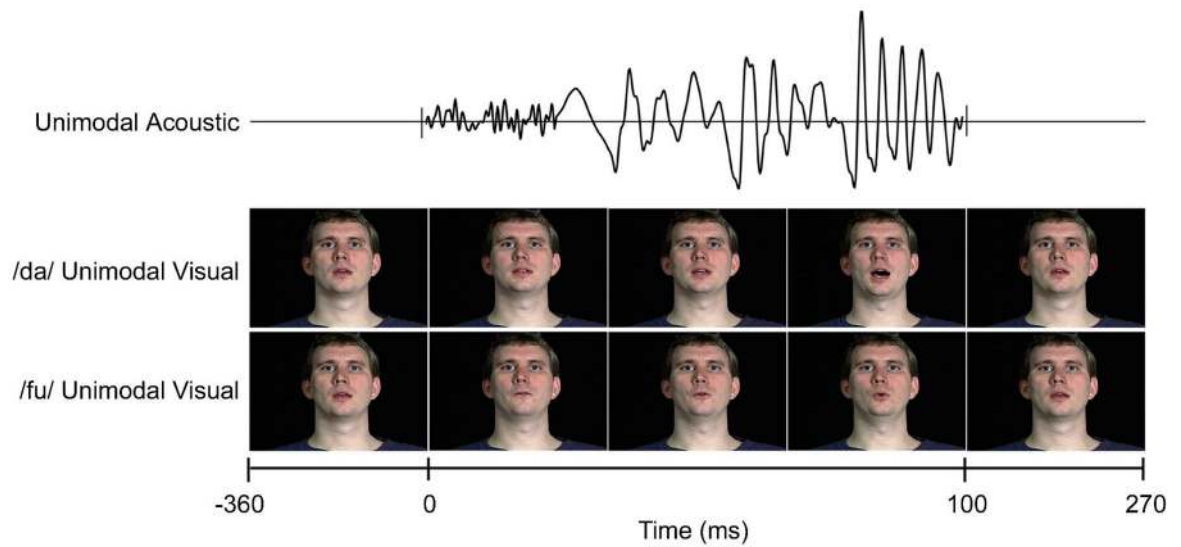 Unimodal Acoustic
/da/ Unimodal Visual
/fu/ Unimodal Visual
-360 0 100 270
Time (ms)